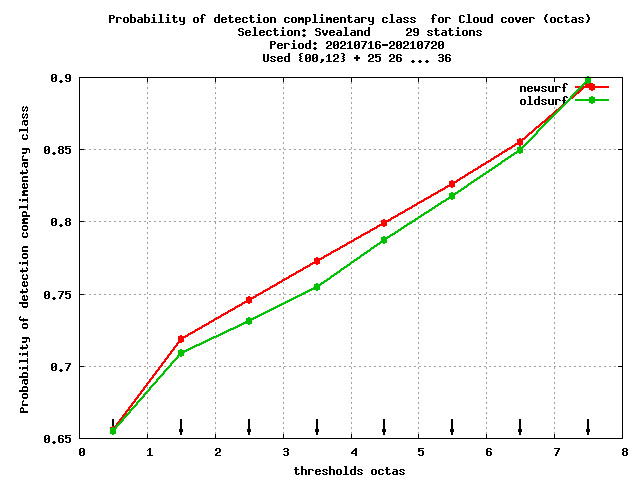 Probability of detection complimentary class  for Cloud cover (octas)
Selection: Svealand     29 stations
Period: 20210716-20210720
Used {00,12} + 25 26 ... 36
newsurf
oldsurf
0.9
0.85
0.8
0.75
0.7
0.65
Probability of detection complimentary class
0 1 2 3 4 5 6 7 8
thresholds octas